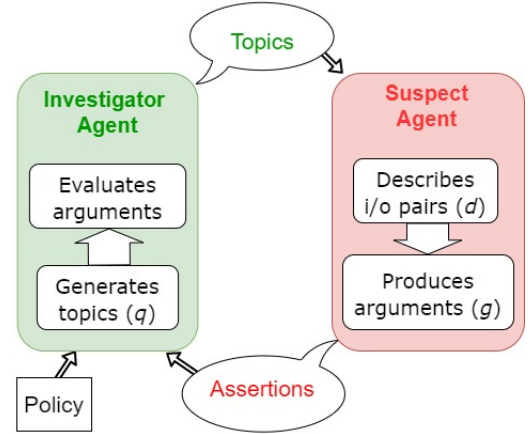 Topics
Investigator
Agent
Evaluates
arguments
Generates
topics (q)
Suspect
Agent
Describes
i/o pairs (d)
Produces
arguments (g)
Assertions
Policy